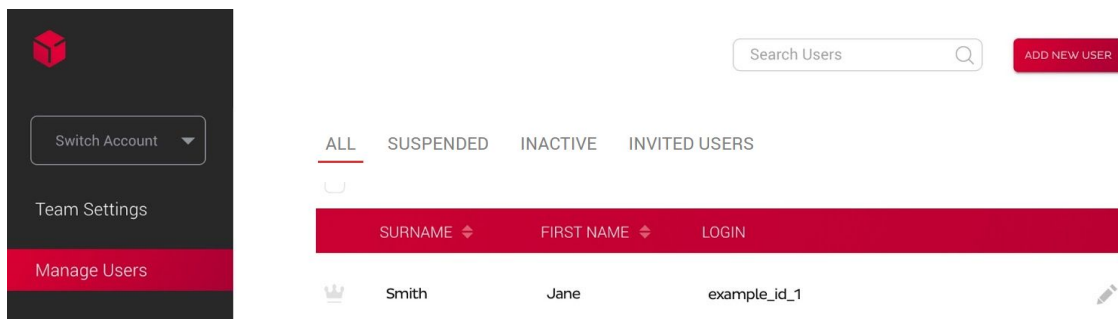 Search Users
ADD NEW USER
Switch Account
ALL SUSPENDED INACTIVE INVITED USERS
Team Settings
SURNAME FIRST NAME LOGIN
Manage Users
Smith Jane example_id_1